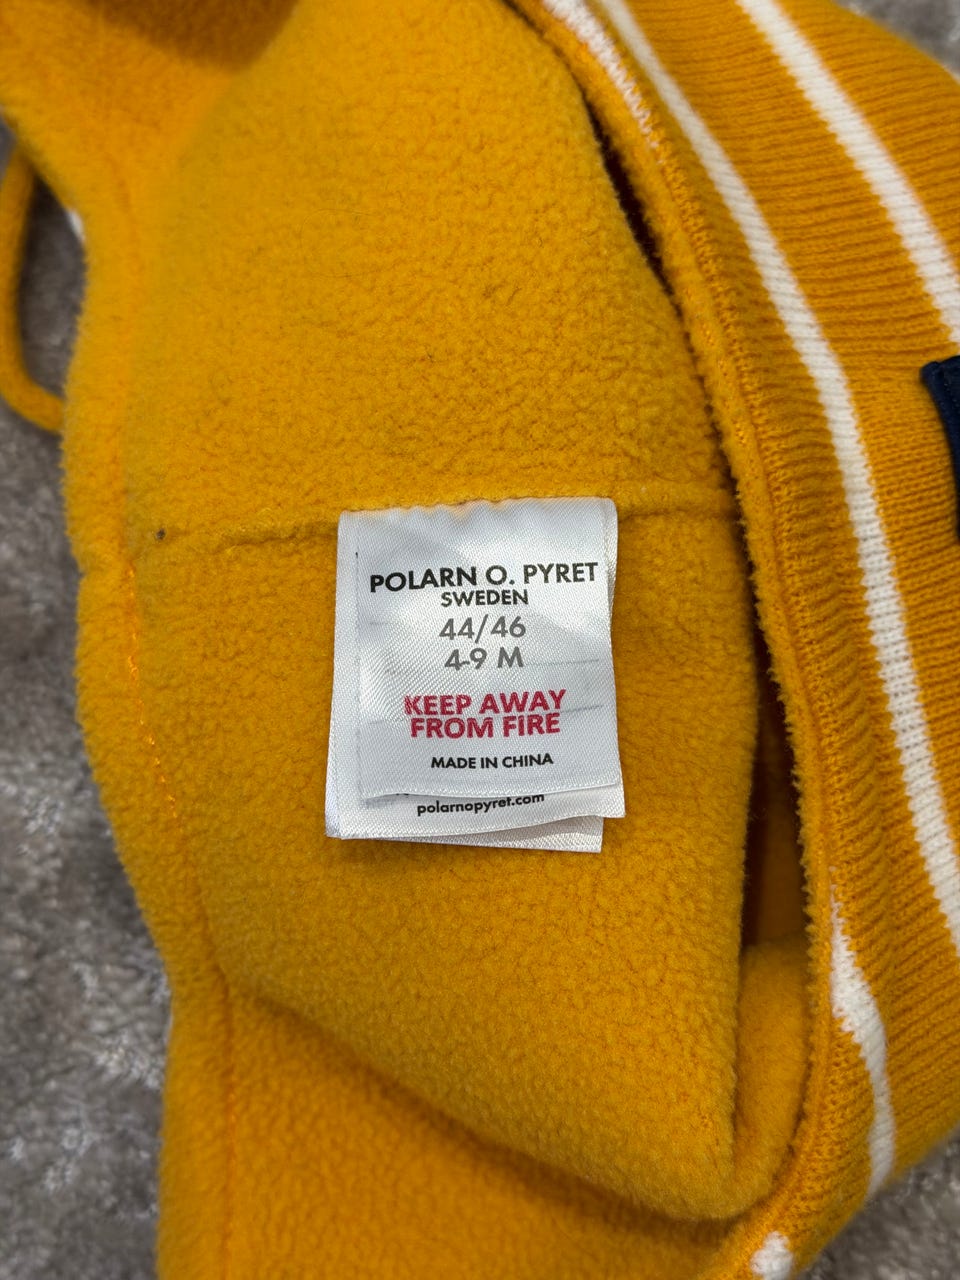 POLARN O. PYRET
SWEDEN
44/46
4-9 M
KEEP AWAY
FROM FIRE
MADE IN CHINA
polarnopyret.com